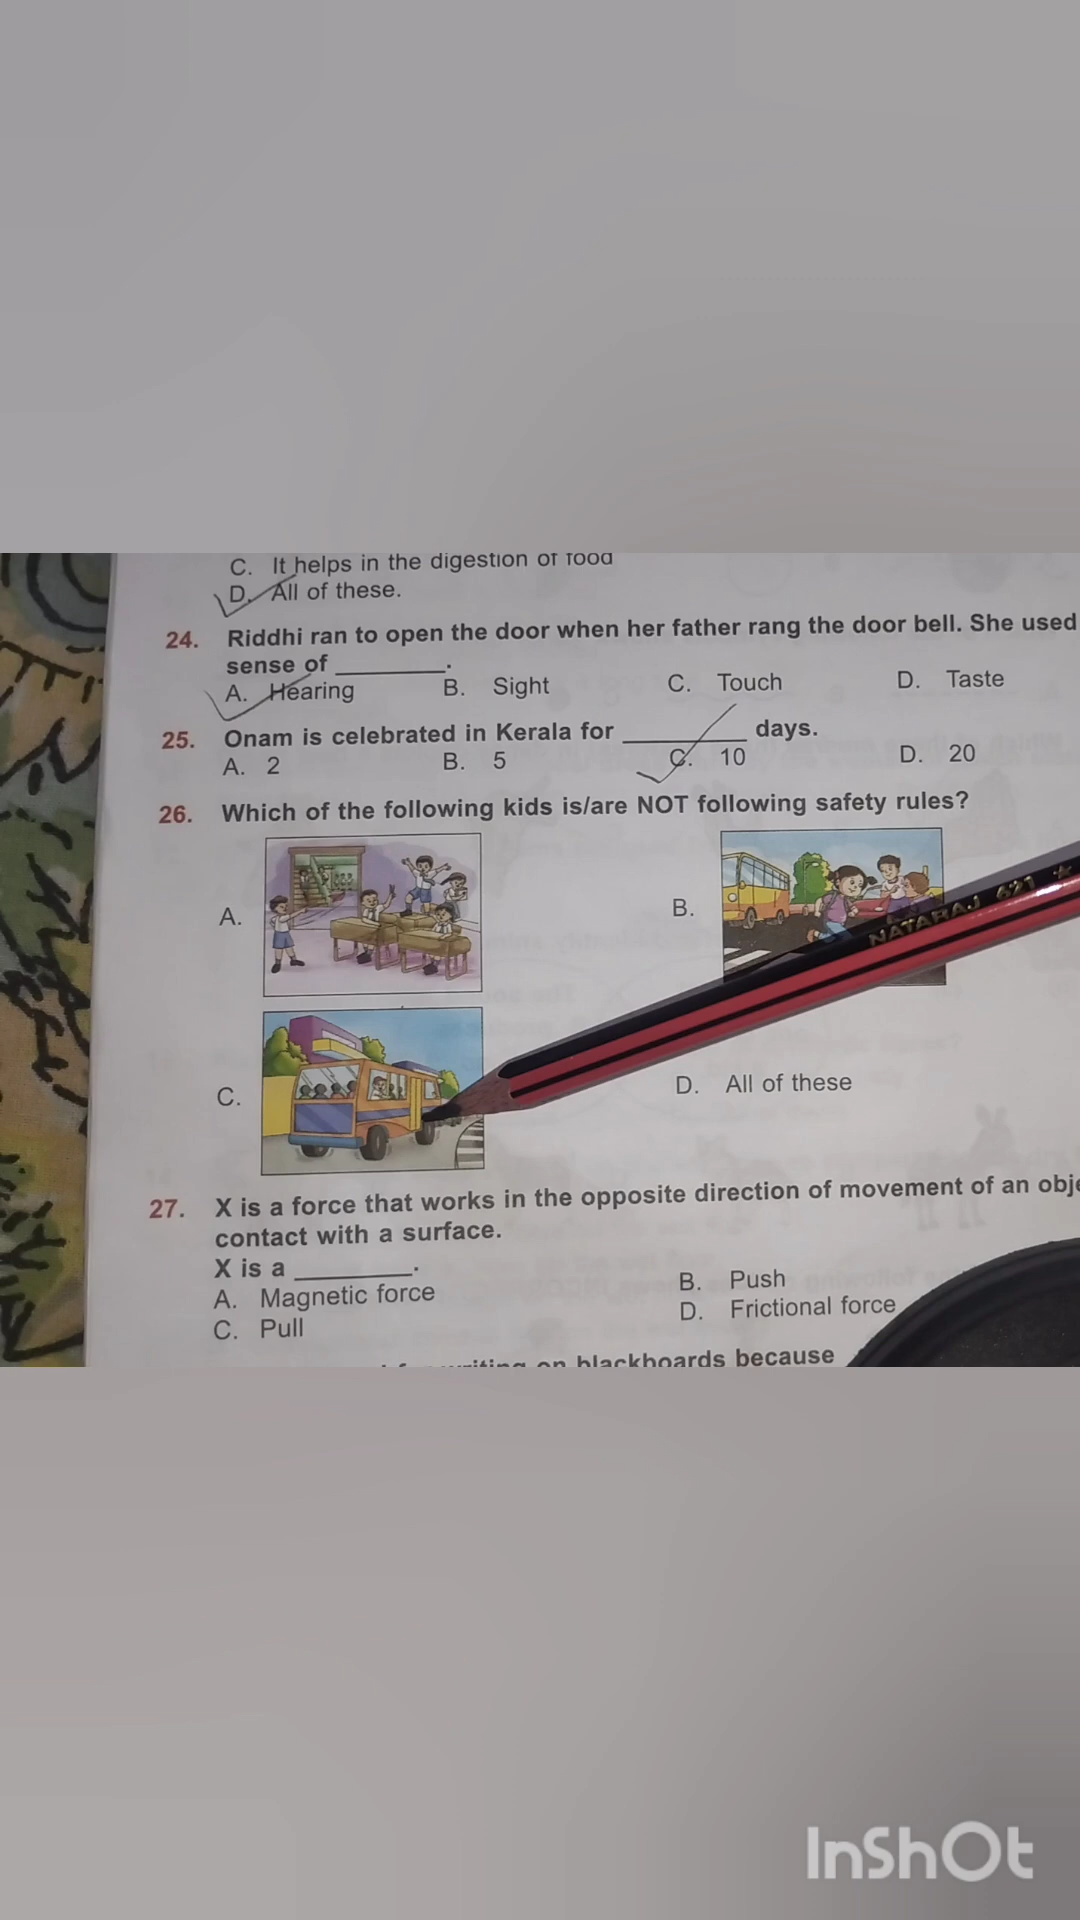 C. It helps in the digestion of food
D. All of these.
24. Riddhi ran to open the door when her father rang the door bell. She used
sense of ________.
A. Hearing B. Sight C. Touch D. Taste
25. Onam is celebrated in Kerala for ________ days.
A. 2 B. 5 C. 10 D. 20
26. Which of the following kids is/are NOT following safety rules?
A. B.
NATARAJ 621
C. D. All of these
27. X is a force that works in the opposite direction of movement of an obje
contact with a surface.
X is a ________.
A. Magnetic force B. Push
C. Pull D. Frictional force
on blackboards because
InShOt